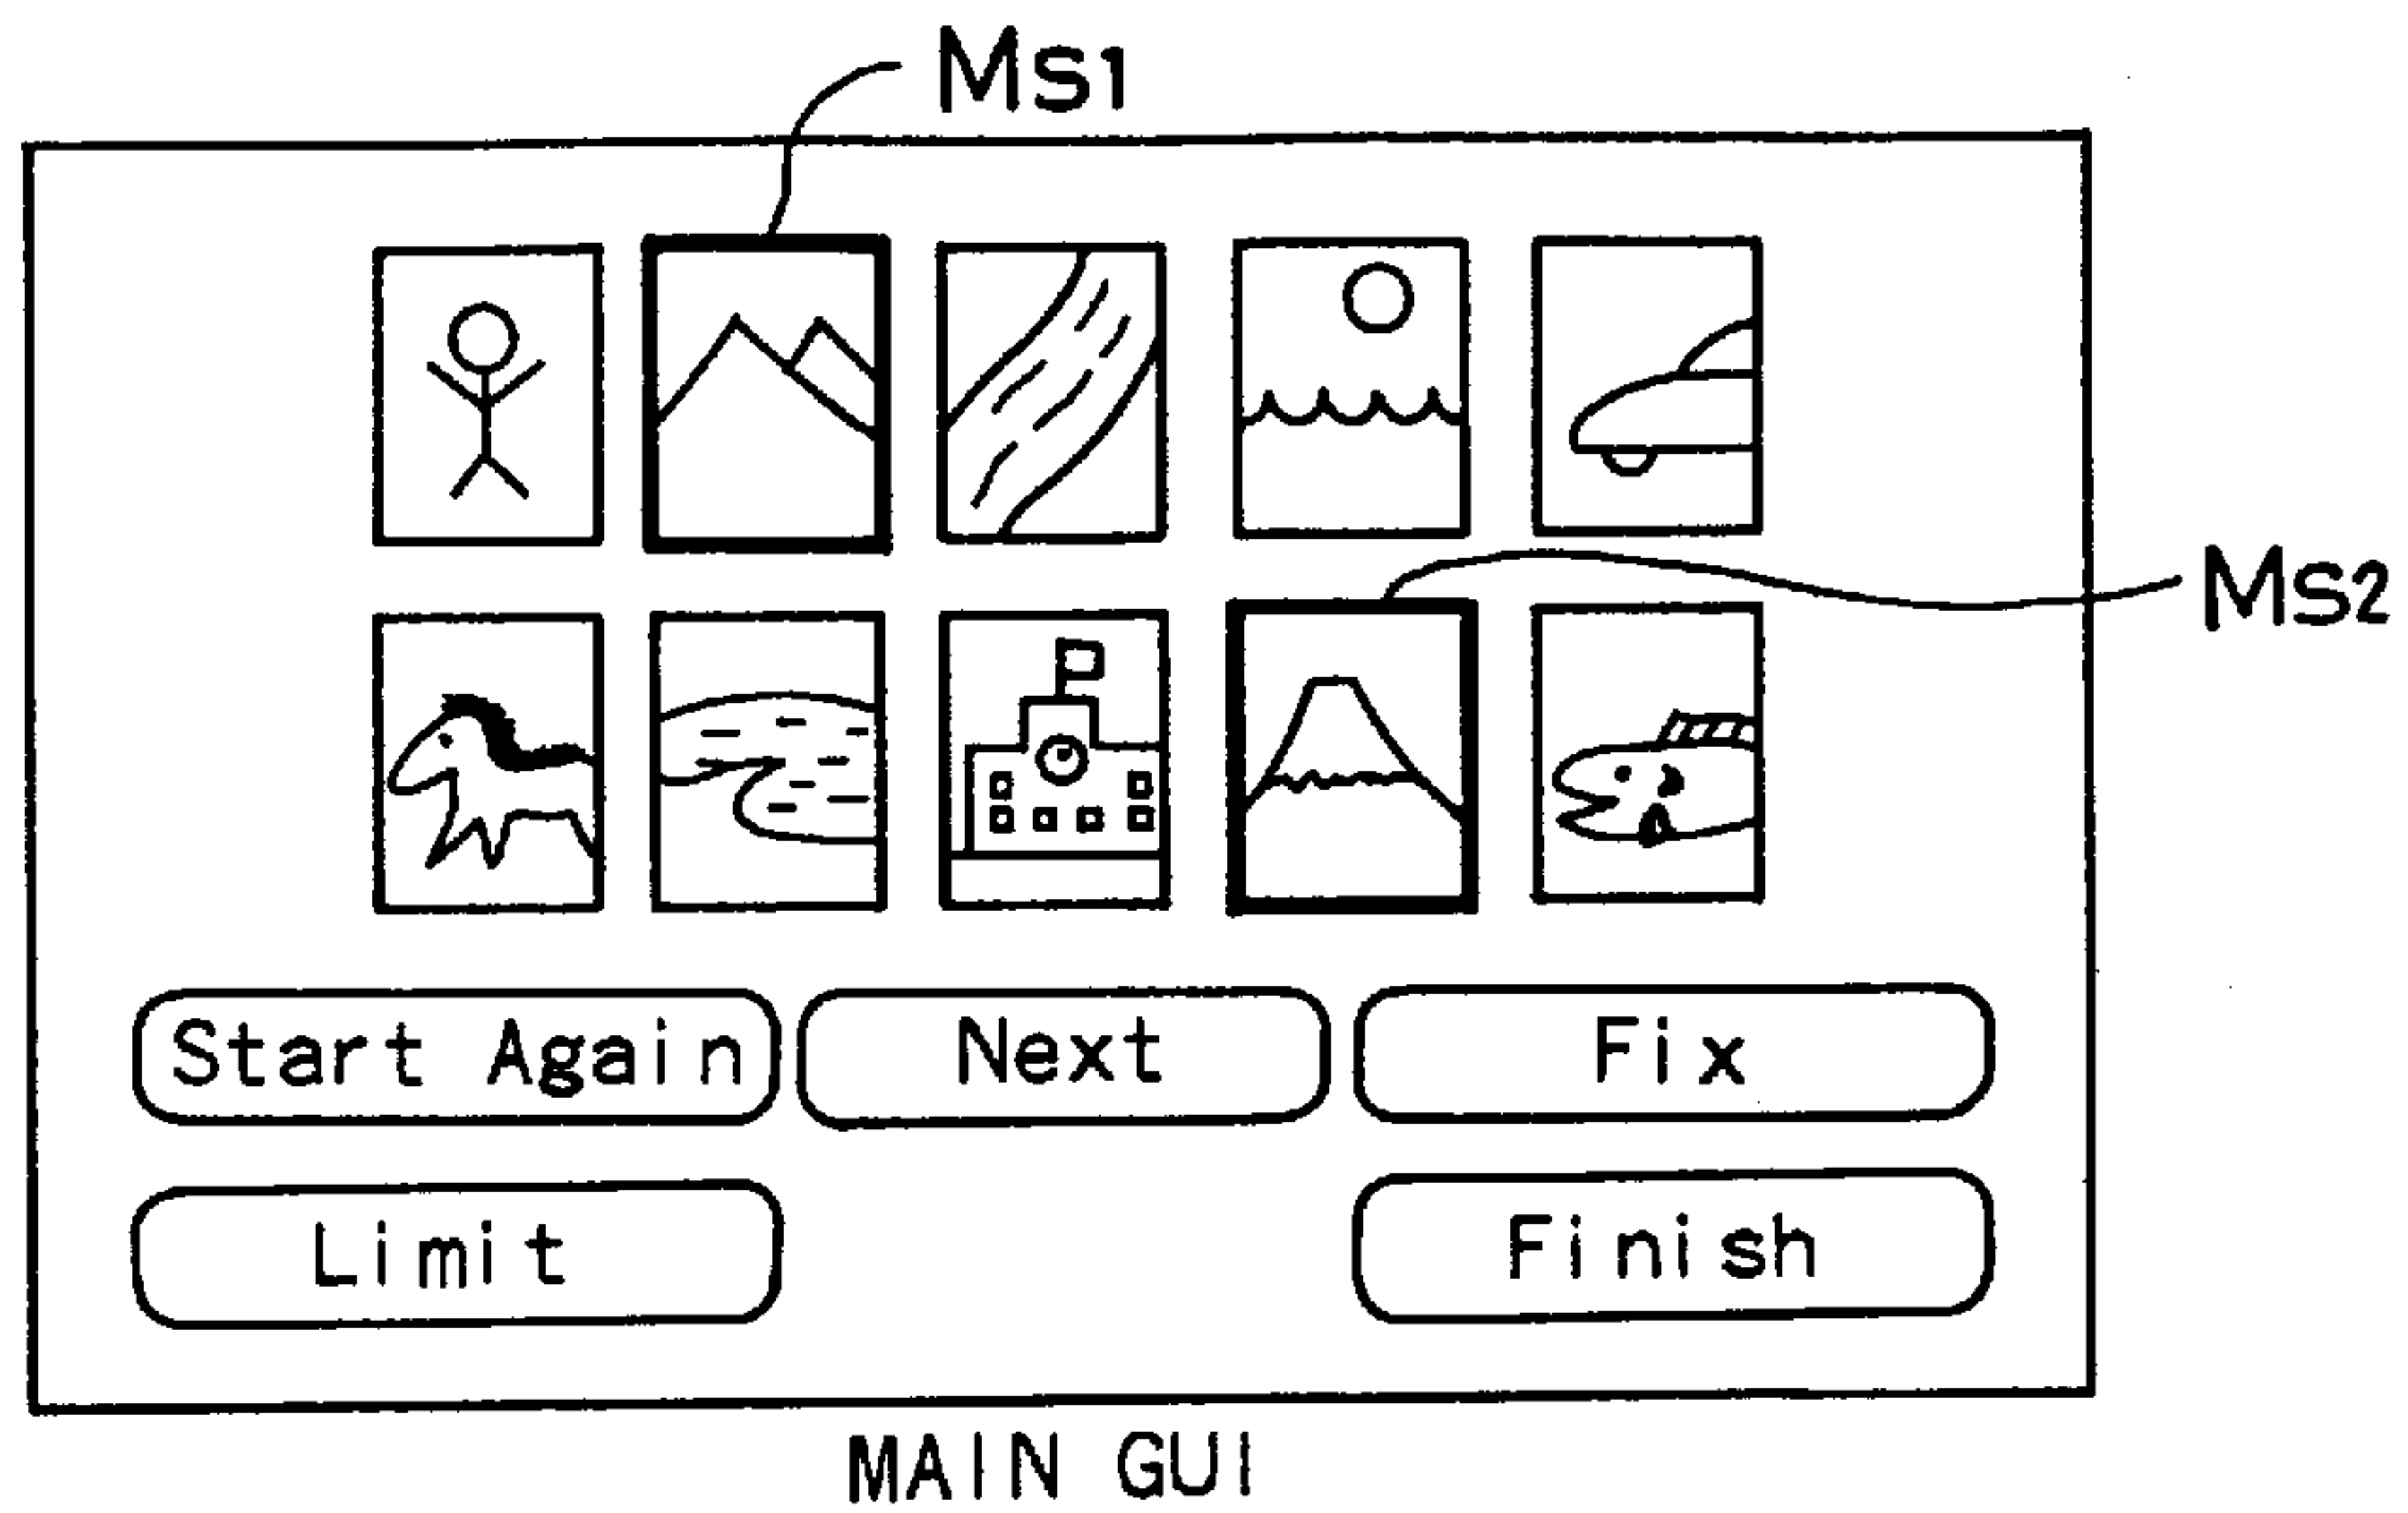 Ms1
Ms2
Start Again
Next
Fix
Limit
Finish
MAIN GUI